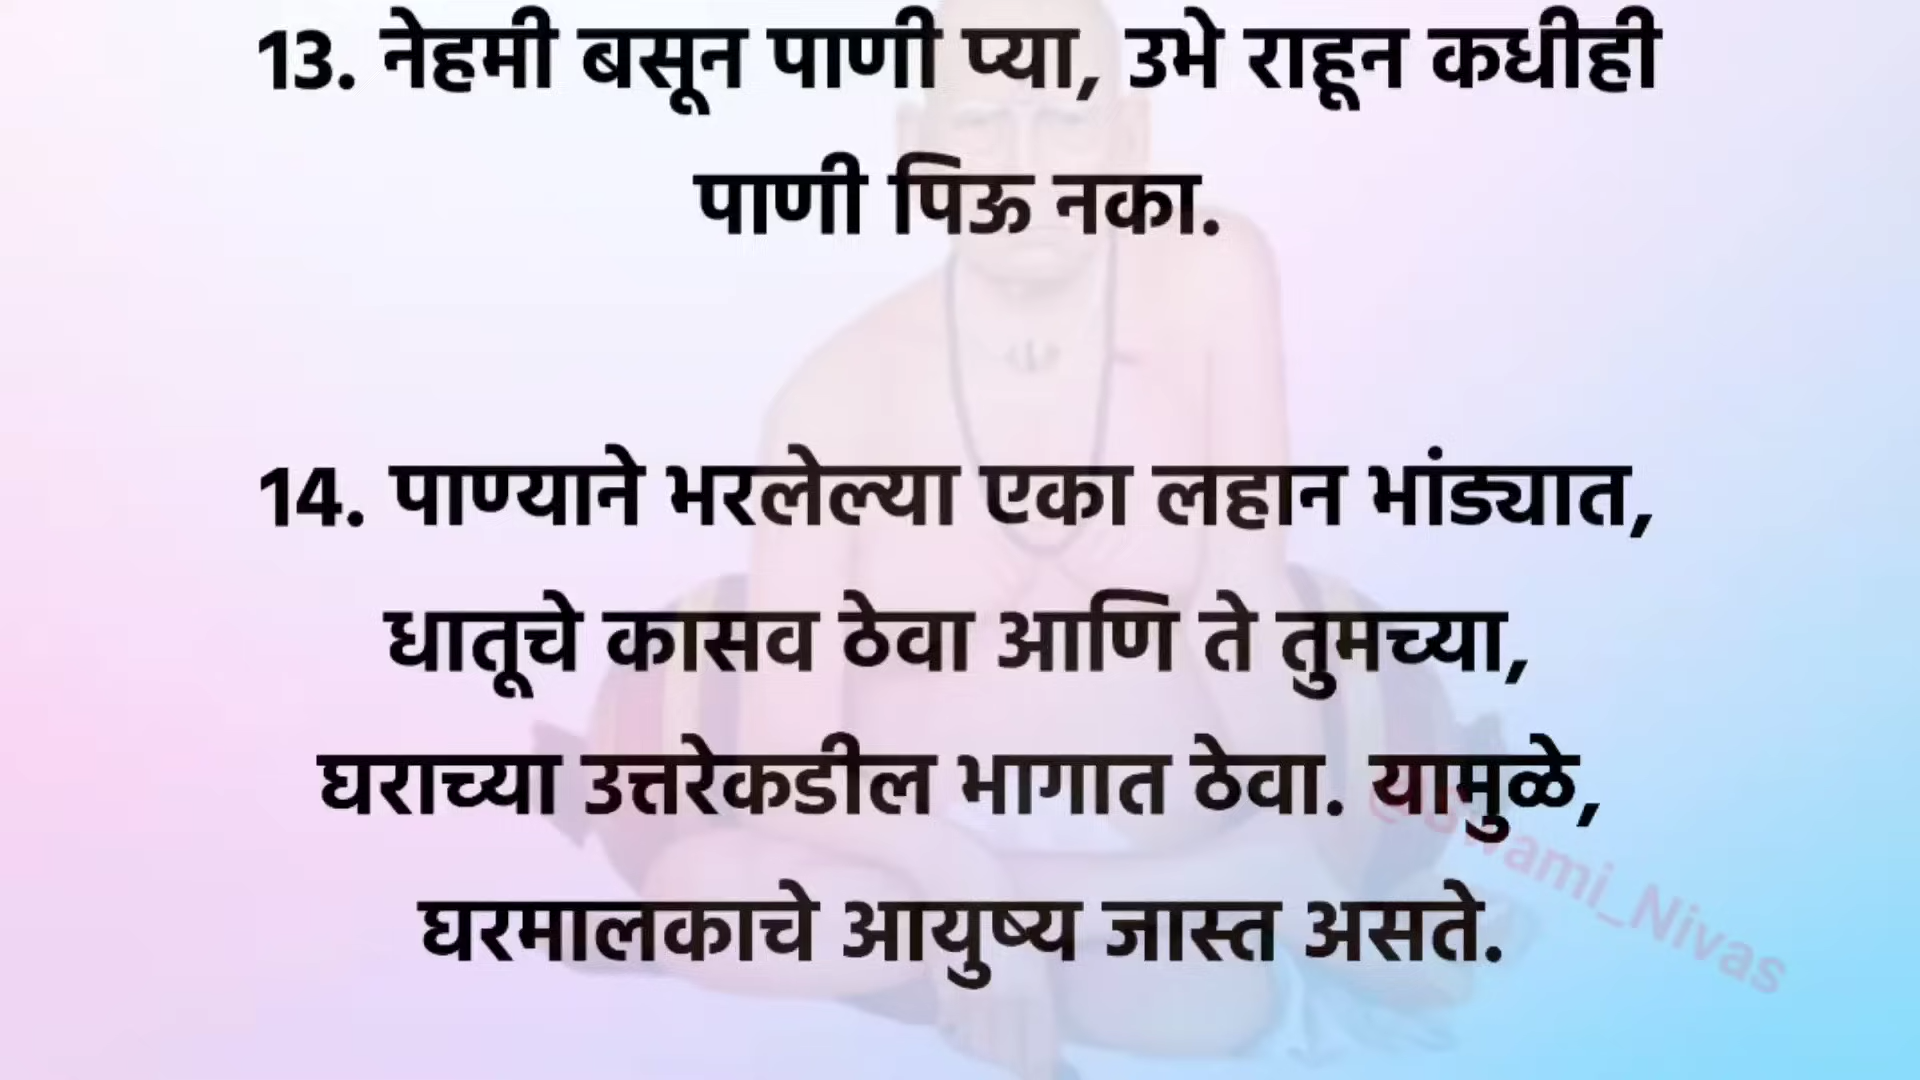 13. नेहमी बसून पाणी प्या, उभे राहून कधीही
पाणी पिऊ नका.
14. पाण्याने भरलेल्या एका लहान भांड्यात,
धातूचे कासव ठेवा आणि ते तुमच्या,
घराच्या उत्तरेकडील भागात ठेवा. यामुळे,
घरमालकाचे आयुष्य जास्त असते.
@Swami_Nivas